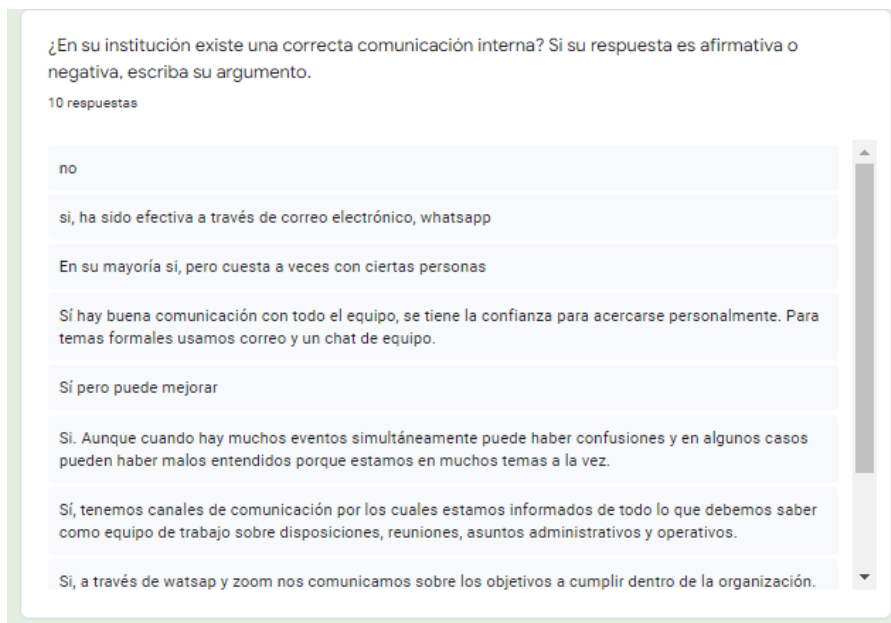 ¿En su institución existe una correcta comunicación interna? Si su respuesta es afirmativa o
negativa, escriba su argumento.
10 respuestas
no
si, ha sido efectiva a través de correo electrónico, whatsapp
En su mayoría si, pero cuesta a veces con ciertas personas
Sí hay buena comunicación con todo el equipo, se tiene la confianza para acercarse personalmente. Para
temas formales usamos correo y un chat de equipo.
Sí pero puede mejorar
Si. Aunque cuando hay muchos eventos simultáneamente puede haber confusiones y en algunos casos
pueden haber malos entendidos porque estamos en muchos temas a la vez.
Sí, tenemos canales de comunicación por los cuales estamos informados de todo lo que debemos saber
como equipo de trabajo sobre disposiciones, reuniones, asuntos administrativos y operativos.
Si, a través de watsap y zoom nos comunicamos sobre los objetivos a cumplir dentro de la organización.